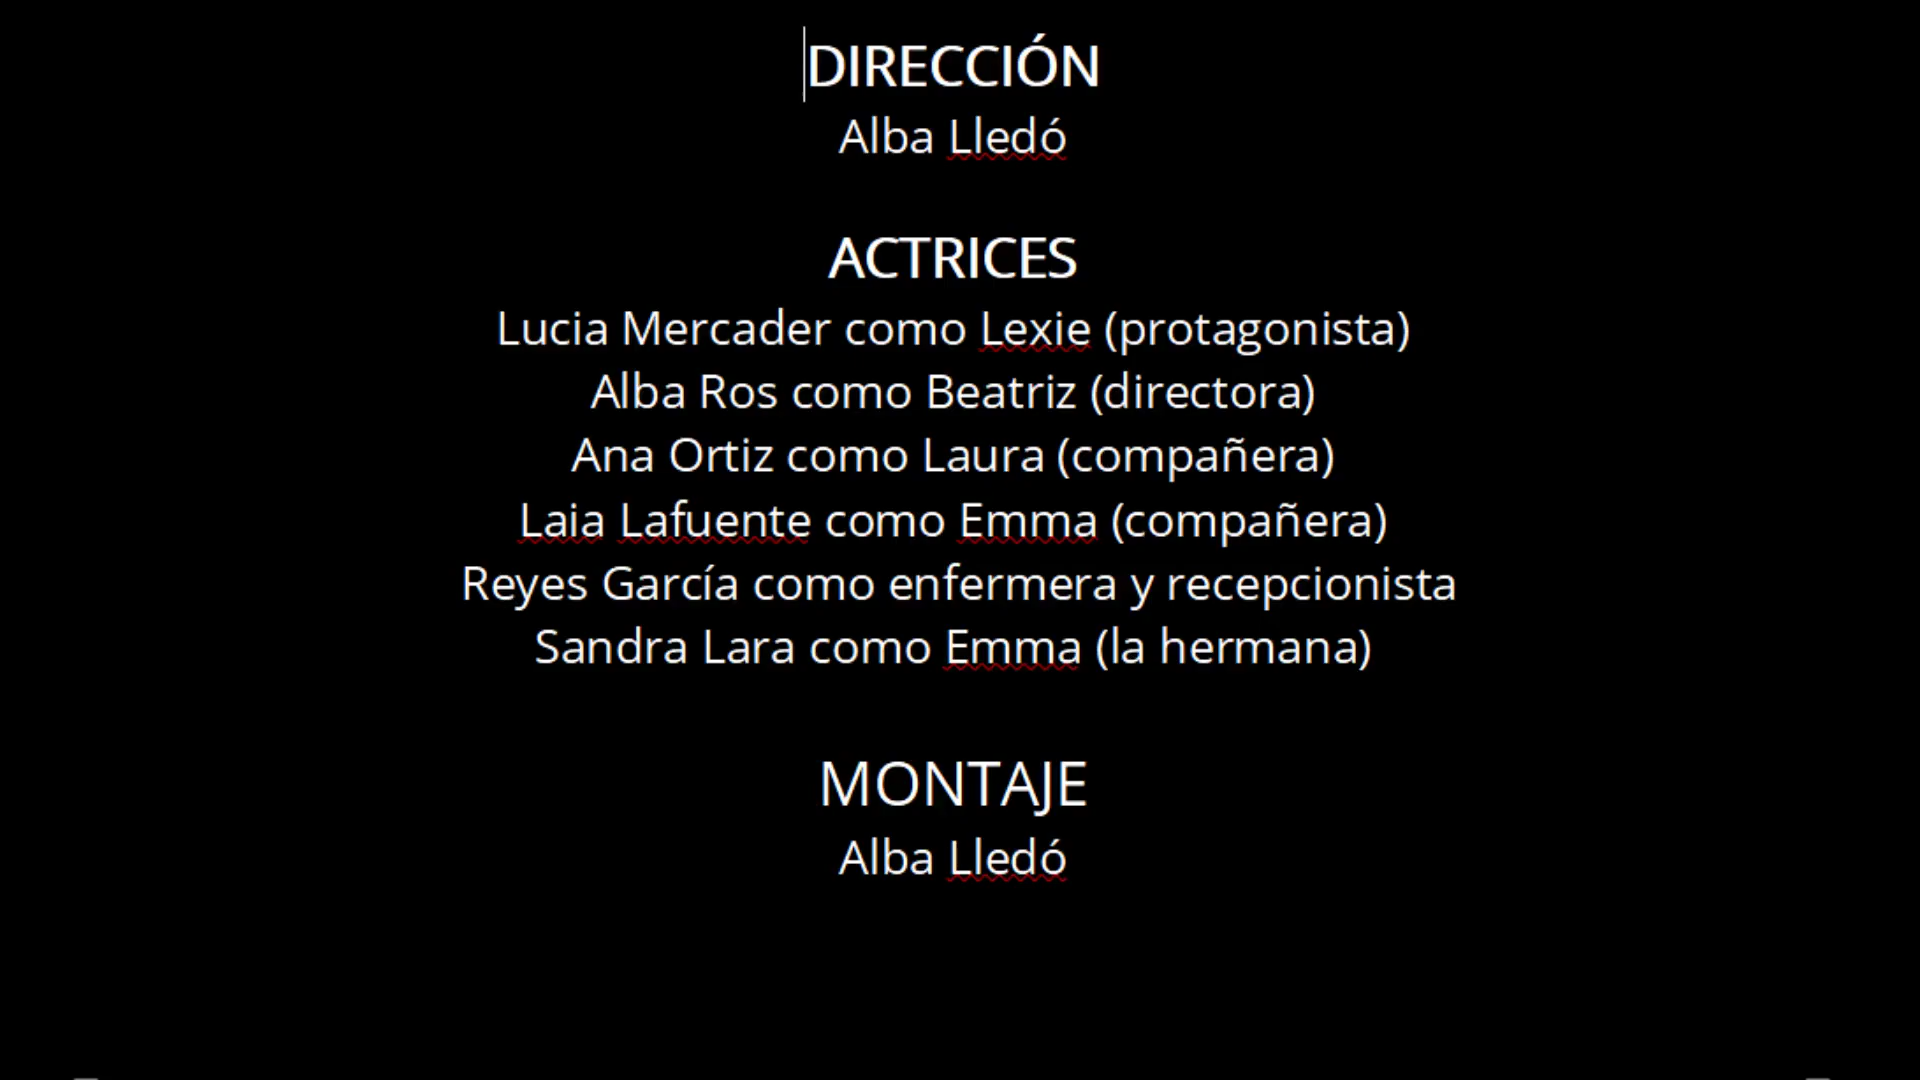 DIRECCIÓN
Alba Lledó
ACTRICES
Lucia Mercader como Lexie (protagonista)
Alba Ros como Beatriz (directora)
Ana Ortiz como Laura (compañera)
Laia Lafuente como Emma (compañera)
Reyes García como enfermera y recepcionista
Sandra Lara como Emma (la hermana)
MONTAJE
Alba Lledó